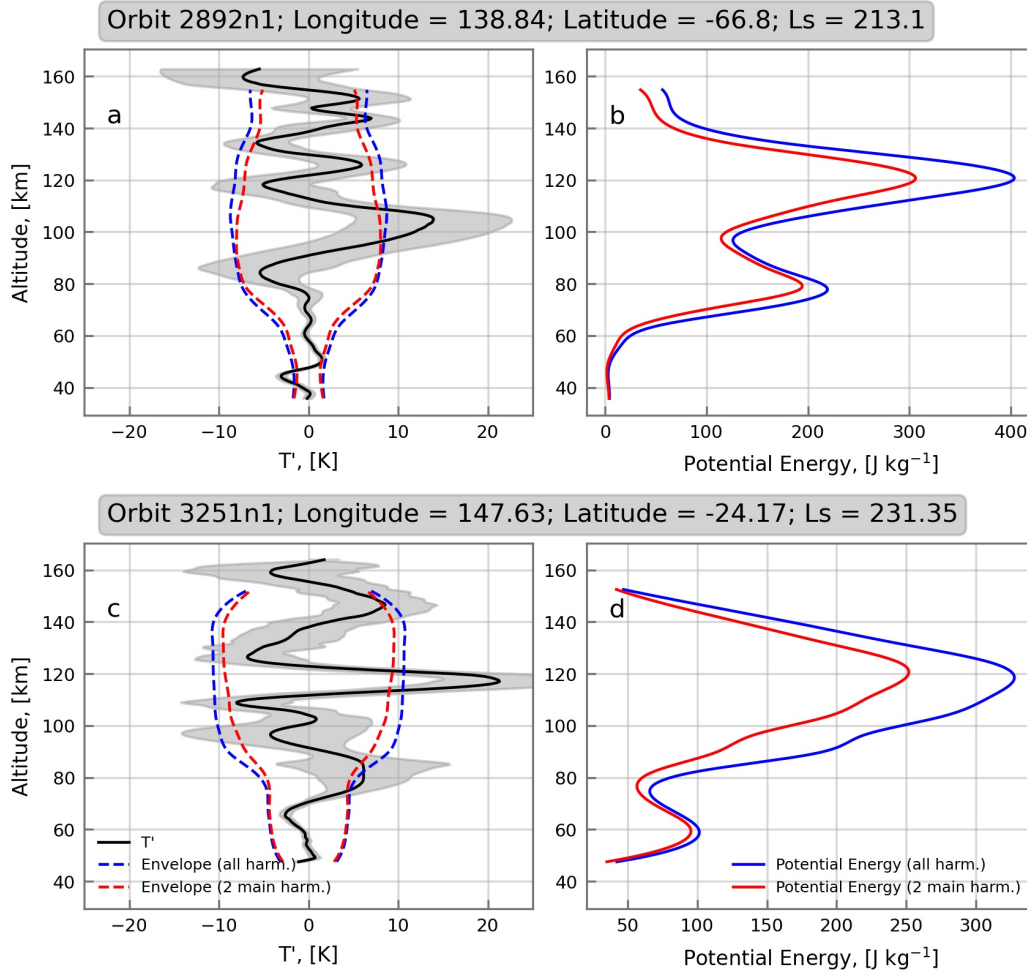 Orbit 2892n1; Longitude = 138.84; Latitude = -66.8; Ls = 213.1
a
b
160
140
120
100
80
60
40
Altitude, [km]
−20 −10 0 10 20
T', [K]
160
140
120
100
80
60
40
0 100 200 300 400
Potential Energy, [J kg⁻¹]
Orbit 3251n1; Longitude = 147.63; Latitude = -24.17; Ls = 231.35
c
d
160
140
120
100
80
60
40
Altitude, [km]
T'
Envelope (all harm.)
Envelope (2 main harm.)
−20 −10 0 10 20
T', [K]
160
140
120
100
80
60
40
Potential Energy (all harm.)
Potential Energy (2 main harm.)
50 100 150 200 250 300
Potential Energy, [J kg⁻¹]